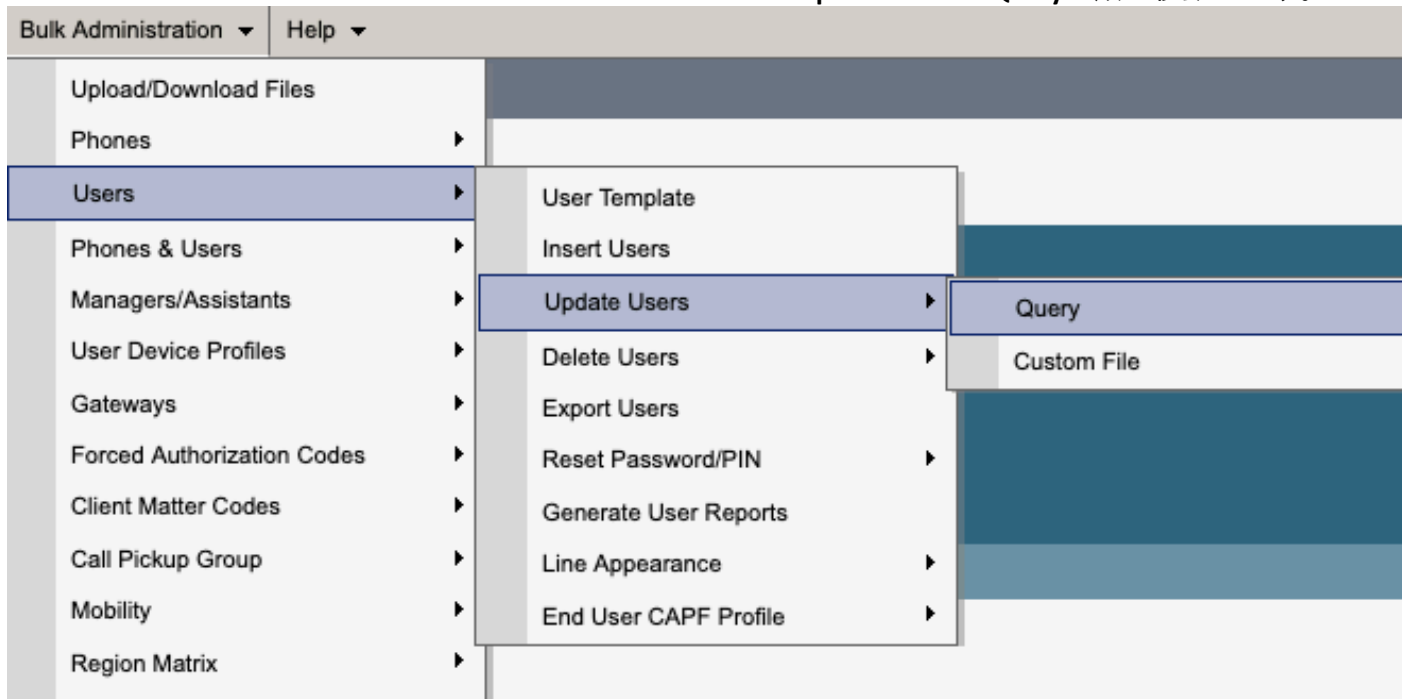 Bulk Administration Help
Upload/Download Files
Phones
Users
Phones & Users
Managers/Assistants
User Device Profiles
Gateways
Forced Authorization Codes
Client Matter Codes
Call Pickup Group
Mobility
Region Matrix
User Template
Insert Users
Update Users
Delete Users
Export Users
Reset Password/PIN
Generate User Reports
Line Appearance
End User CAPF Profile
Query
Custom File